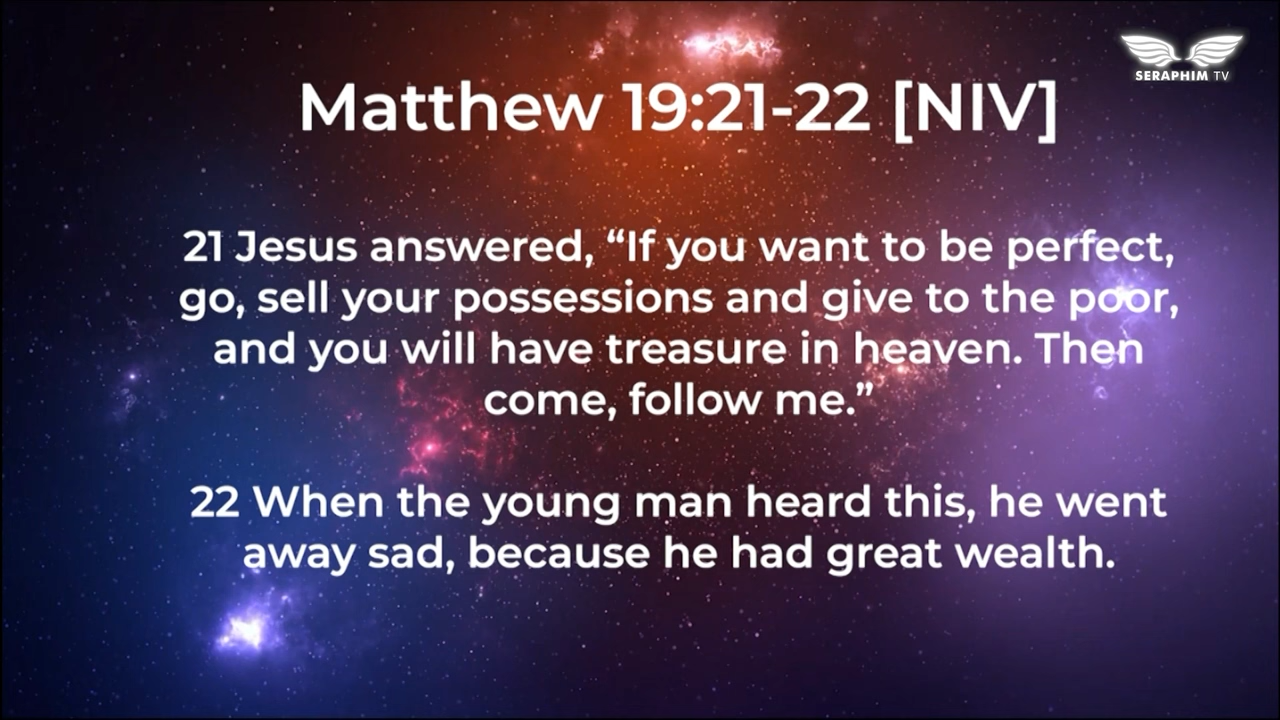 SERAPHIM TV
Matthew 19:21-22 [NIV]
21 Jesus answered, “If you want to be perfect,
go, sell your possessions and give to the poor,
and you will have treasure in heaven. Then
come, follow me.”
22 When the young man heard this, he went
away sad, because he had great wealth.